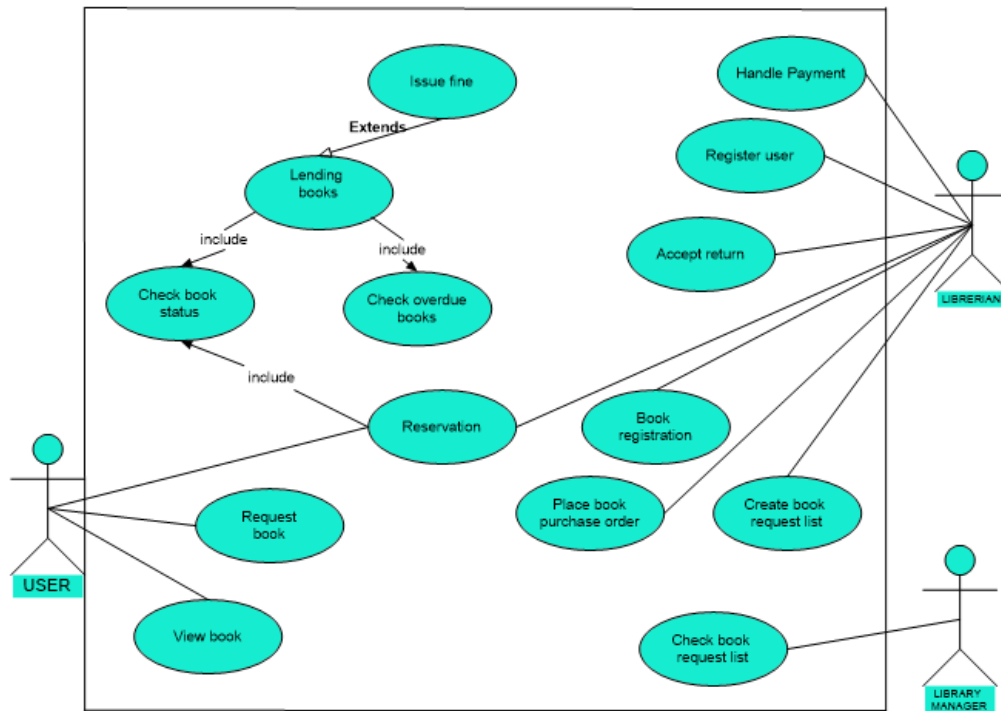 Issue fine
Handle Payment
Extends
Register user
Lending
books
include
include
Accept return
Check book
status
Check overdue
books
LIBRERIAN
include
Reservation
Book
registration
Request
book
Place book
purchase order
Create book
request list
USER
View book
Check book
request list
LIBRARY
MANAGER